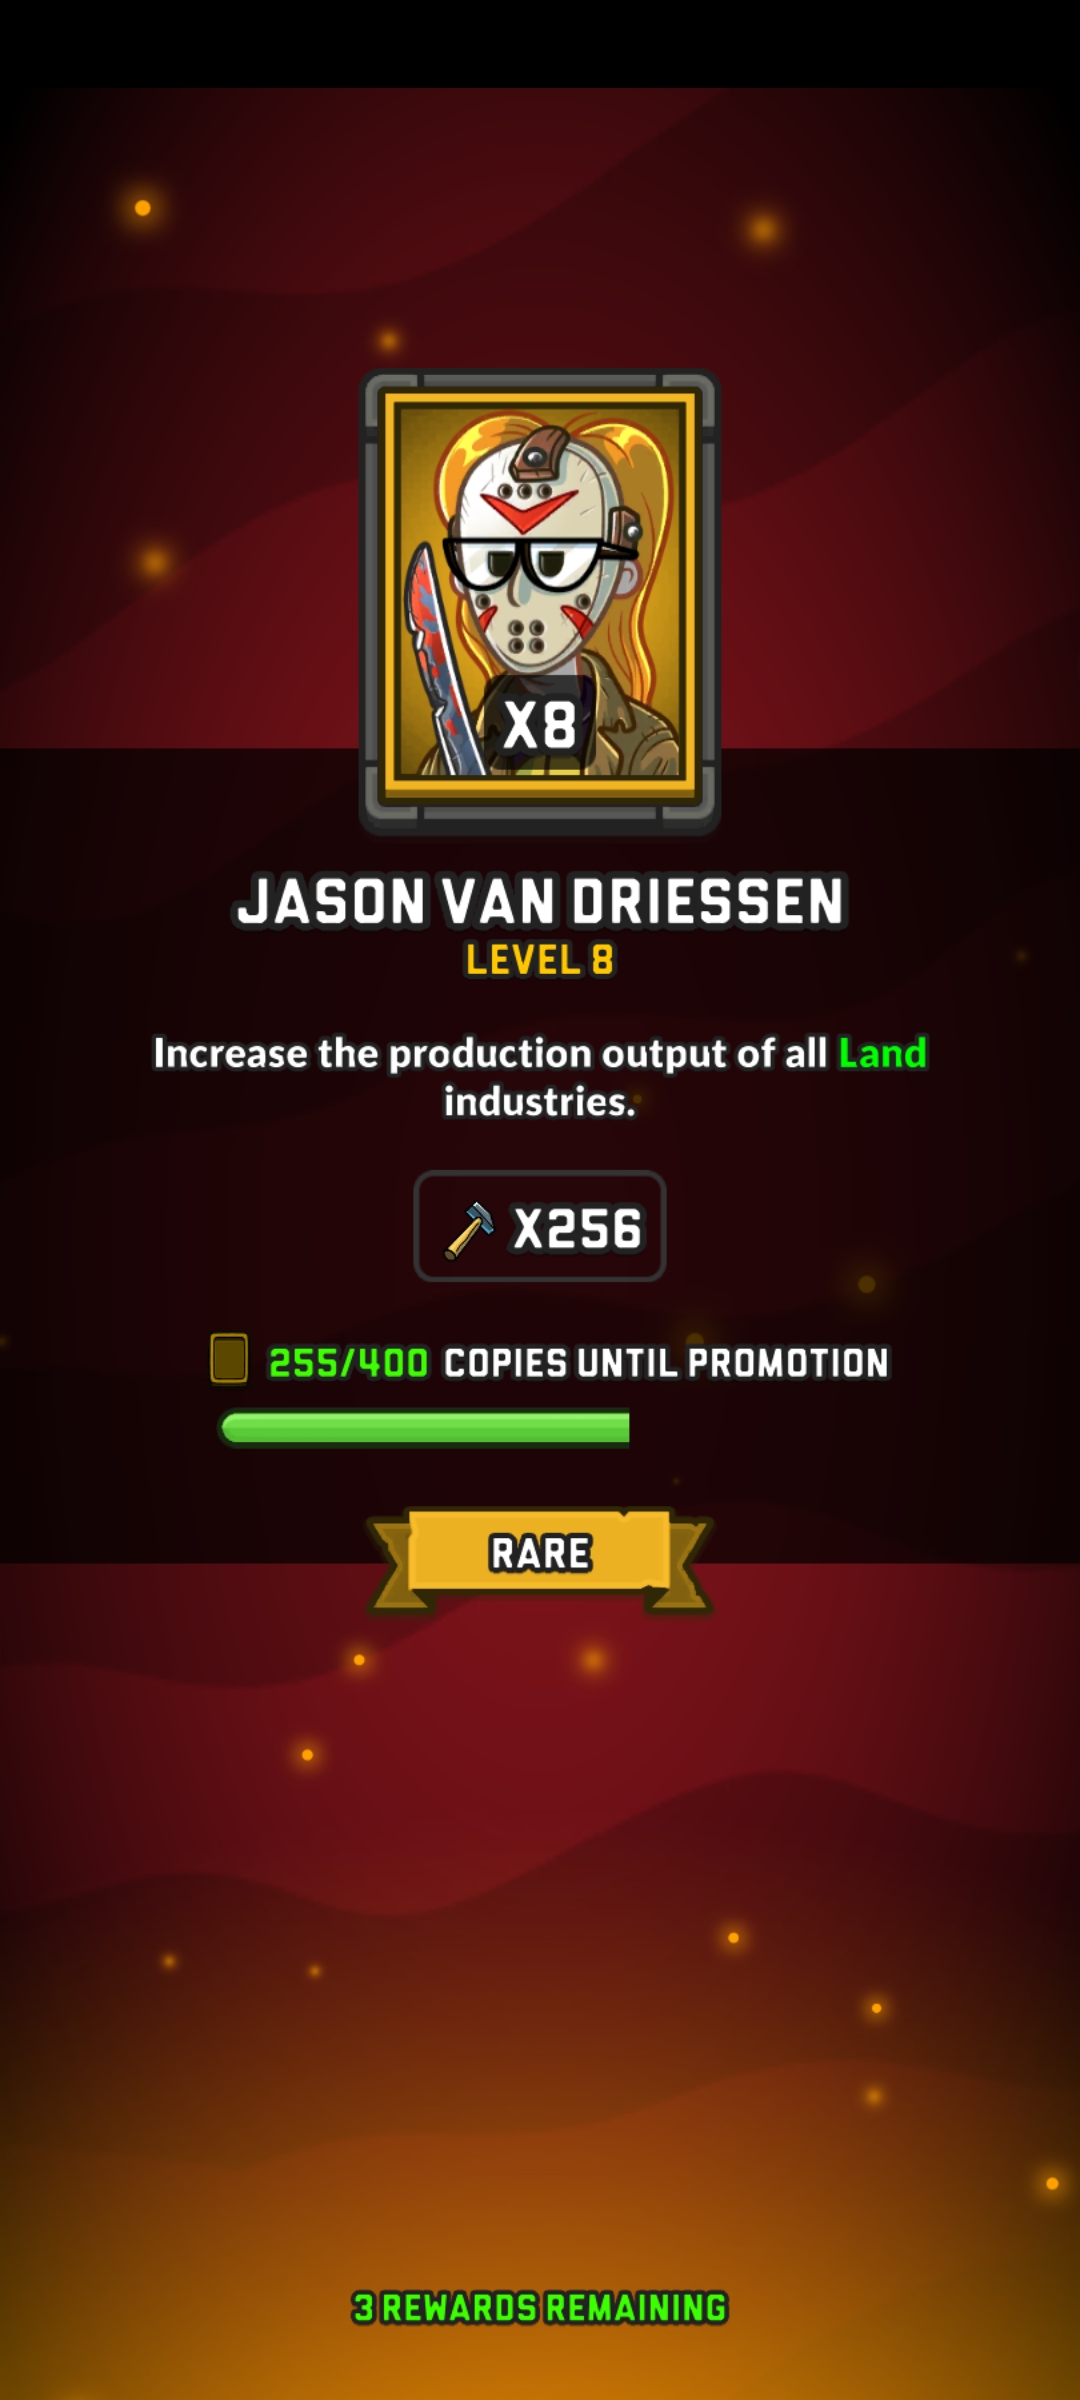 X8
JASON VAN DRIESSEN
LEVEL 8
Increase the production output of all Land
industries.
X256
255/400 COPIES UNTIL PROMOTION
RARE
3 REWARDS REMAINING